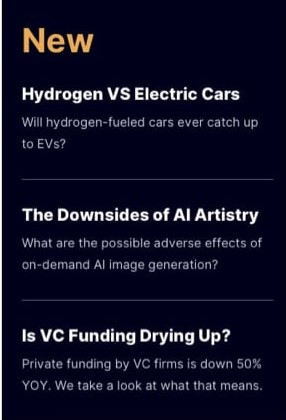 New
Hydrogen VS Electric Cars
Will hydrogen-fueled cars ever catch up
to EVs?
The Downsides of AI Artistry
What are the possible adverse effects of
on-demand AI image generation?
Is VC Funding Drying Up?
Private funding by VC firms is down 50%
YOY. We take a look at what that means.